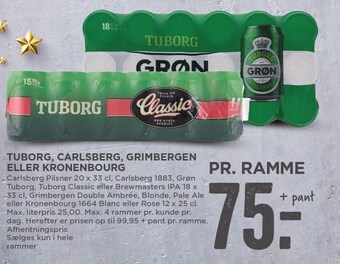 18
TUBORG
GRØN
TUBORG
GRØN
18
TUBORG
Classic
TUBORG, CARLSBERG, GRIMBERGEN
ELLER KRONENBOURG
Carlsberg Pilsner 20 x 33 cl, Carlsberg 1883, Grøn
Tuborg, Tuborg Classic eller Brewmasters IPA 18 x
33 cl, Grimbergen Double Ambrée, Blonde, Pale Ale
eller Kronenbourg 1664 Blanc eller Rose 12 x 25 cl.
Max. literpris 25,00. Max. 4 rammer pr. kunde pr.
dag. Herefter er prisen op til 99,95 + pant pr. ramme.
Afhentningspris
Sælges kun i hele
rammer
PR. RAMME
75.-
+ pant